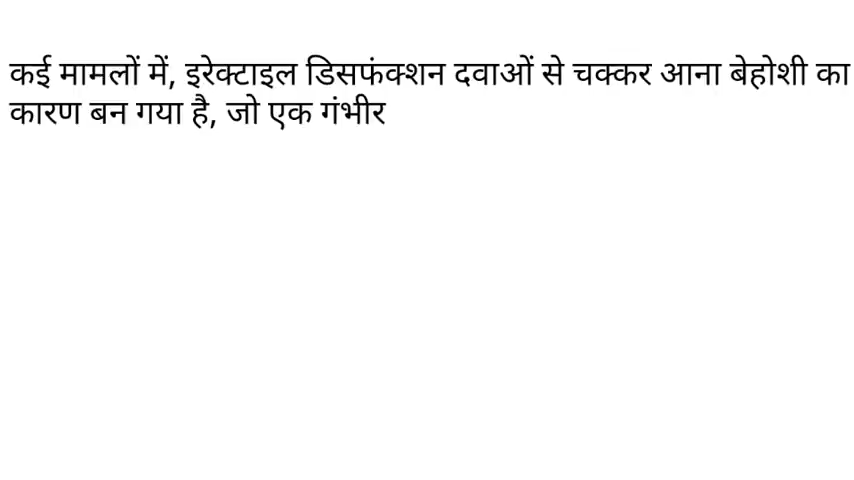 कई मामलों में, इरेक्टाइल डिसफंक्शन दवाओं से चक्कर आना बेहोशी का
कारण बन गया है, जो एक गंभीर